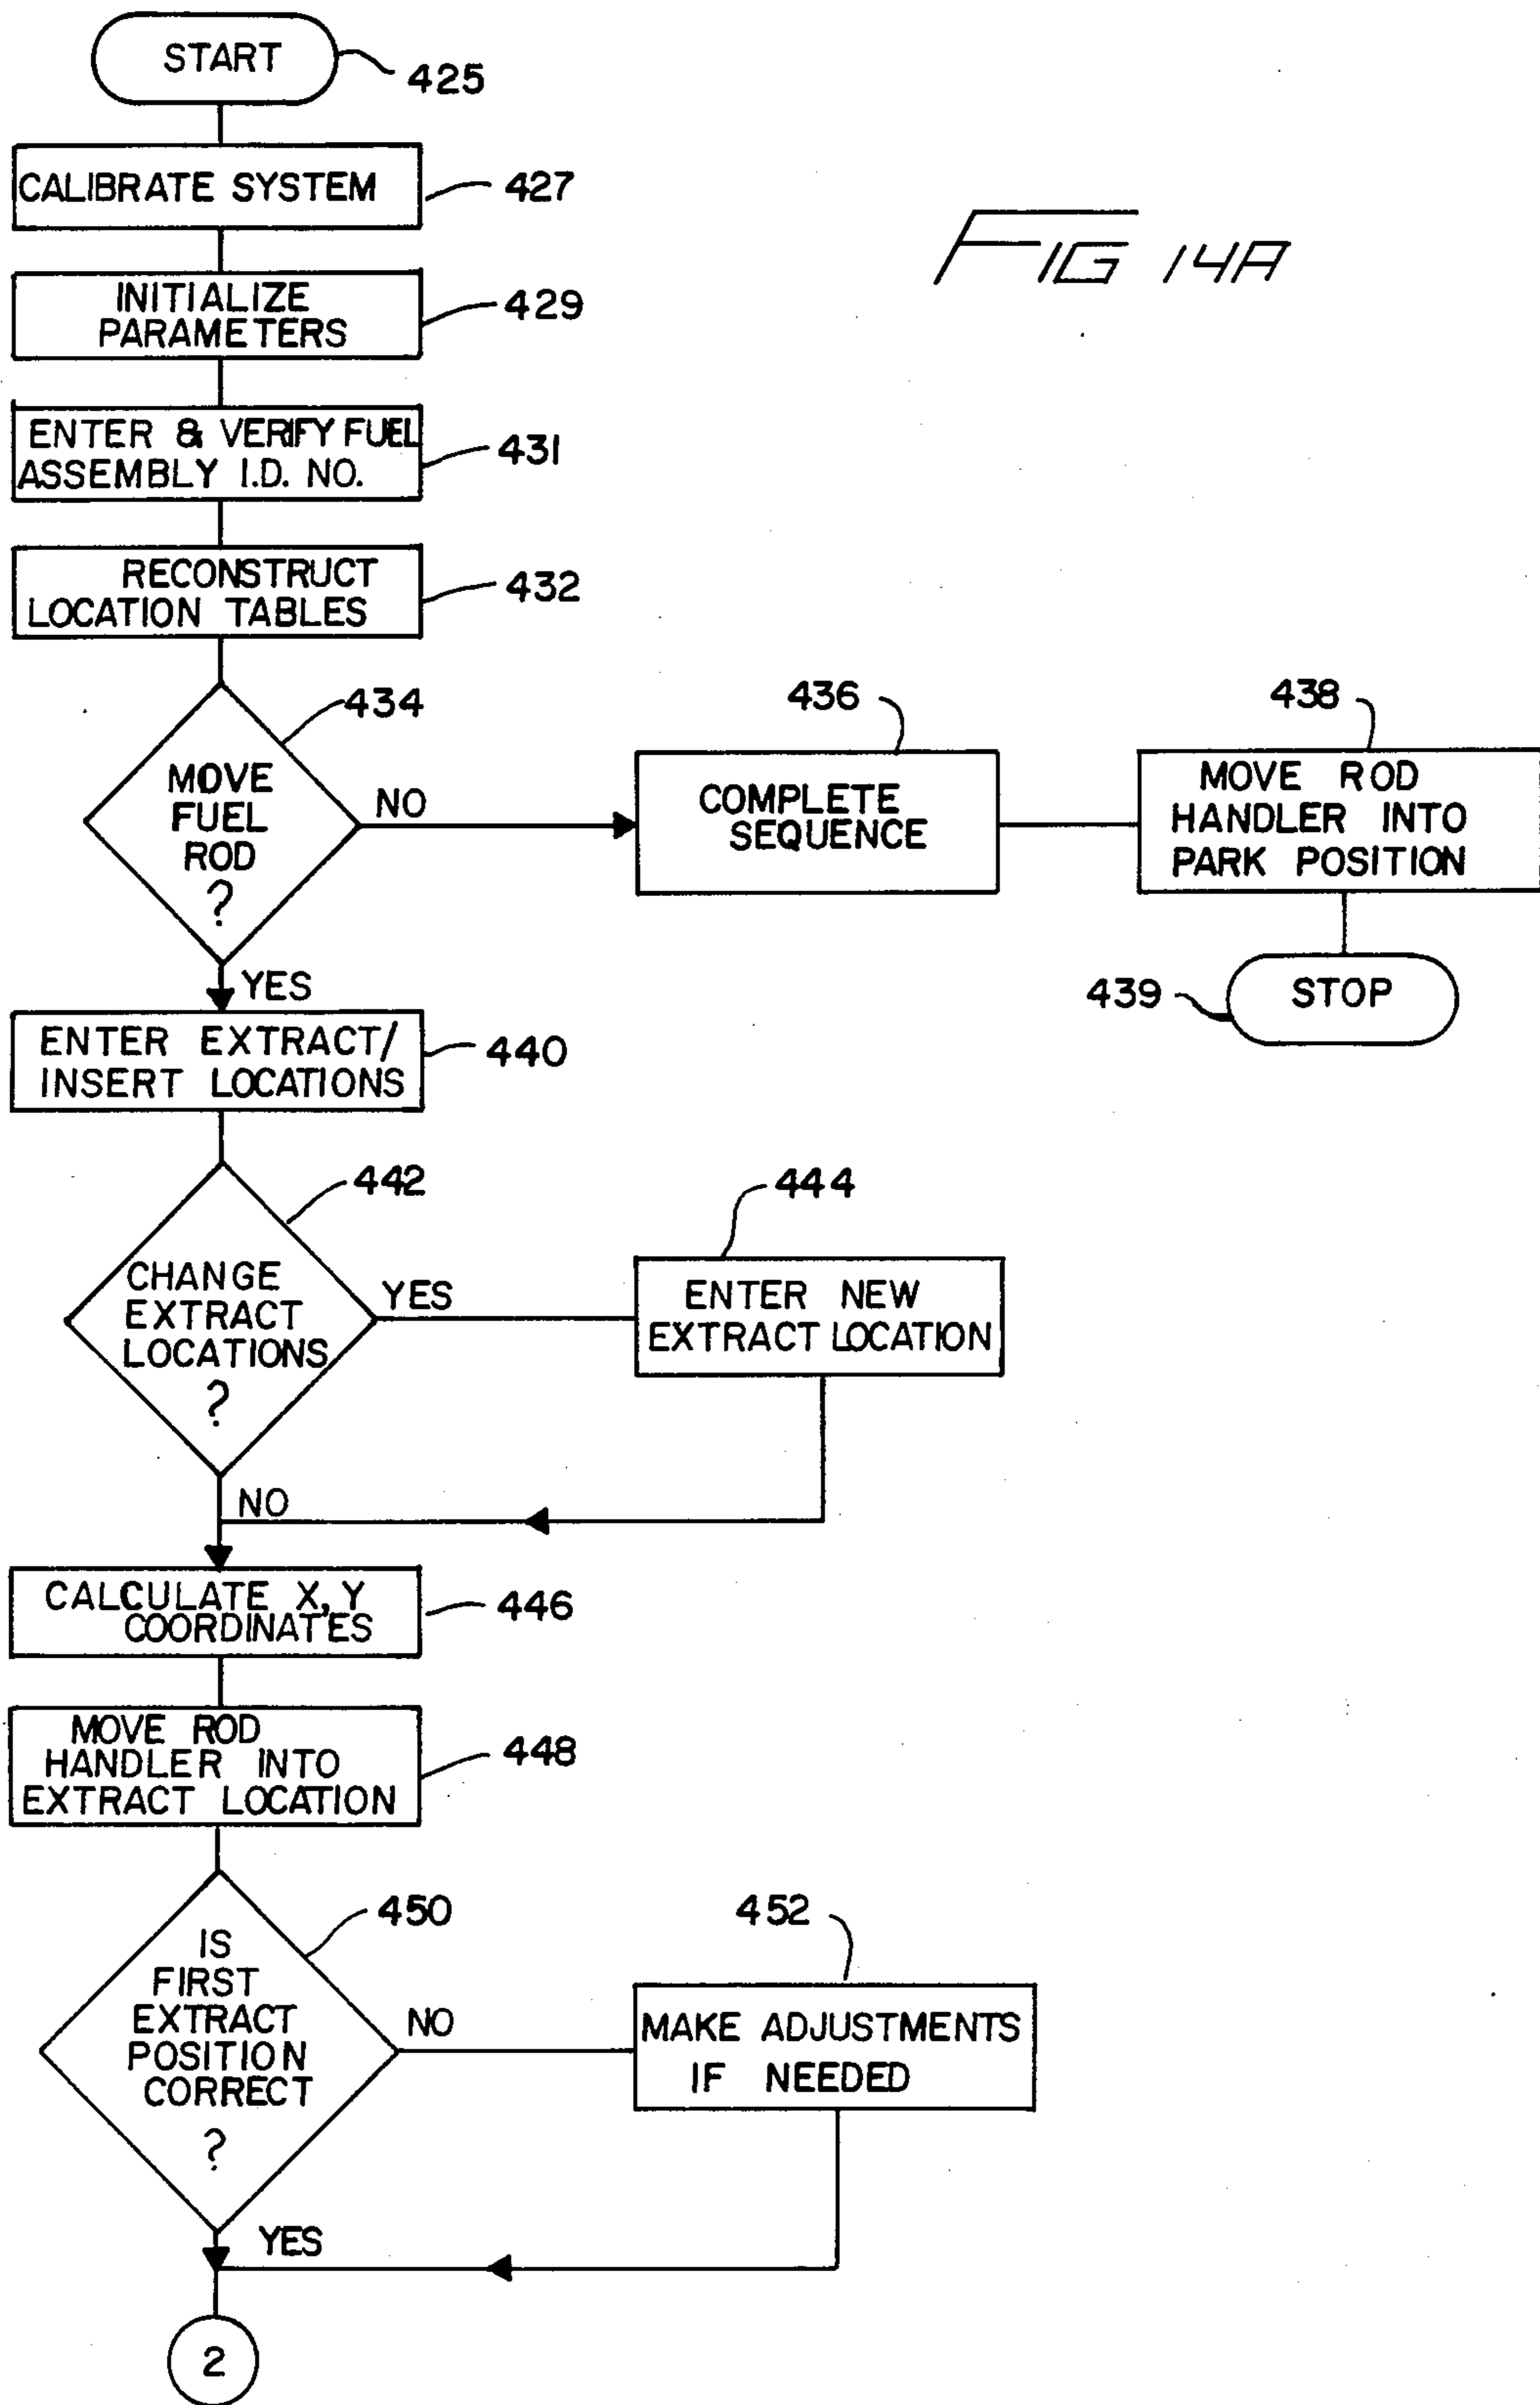 START
425
CALIBRATE SYSTEM
427
FIG 14A
INITIALIZE
PARAMETERS
429
ENTER & VERIFY FUEL
ASSEMBLY I.D. NO.
431
RECONSTRUCT
LOCATION TABLES
432
434
MOVE
FUEL
ROD
?
NO
436
COMPLETE
SEQUENCE
438
MOVE ROD
HANDLER INTO
PARK POSITION
439
STOP
YES
ENTER EXTRACT/
INSERT LOCATIONS
440
442
CHANGE
EXTRACT
LOCATIONS
?
YES
444
ENTER NEW
EXTRACT LOCATION
NO
CALCULATE X, Y
COORDINATES
446
MOVE ROD
HANDLER INTO
EXTRACT LOCATION
448
450
IS
FIRST
EXTRACT
POSITION
CORRECT
?
NO
452
MAKE ADJUSTMENTS
IF NEEDED
YES
2